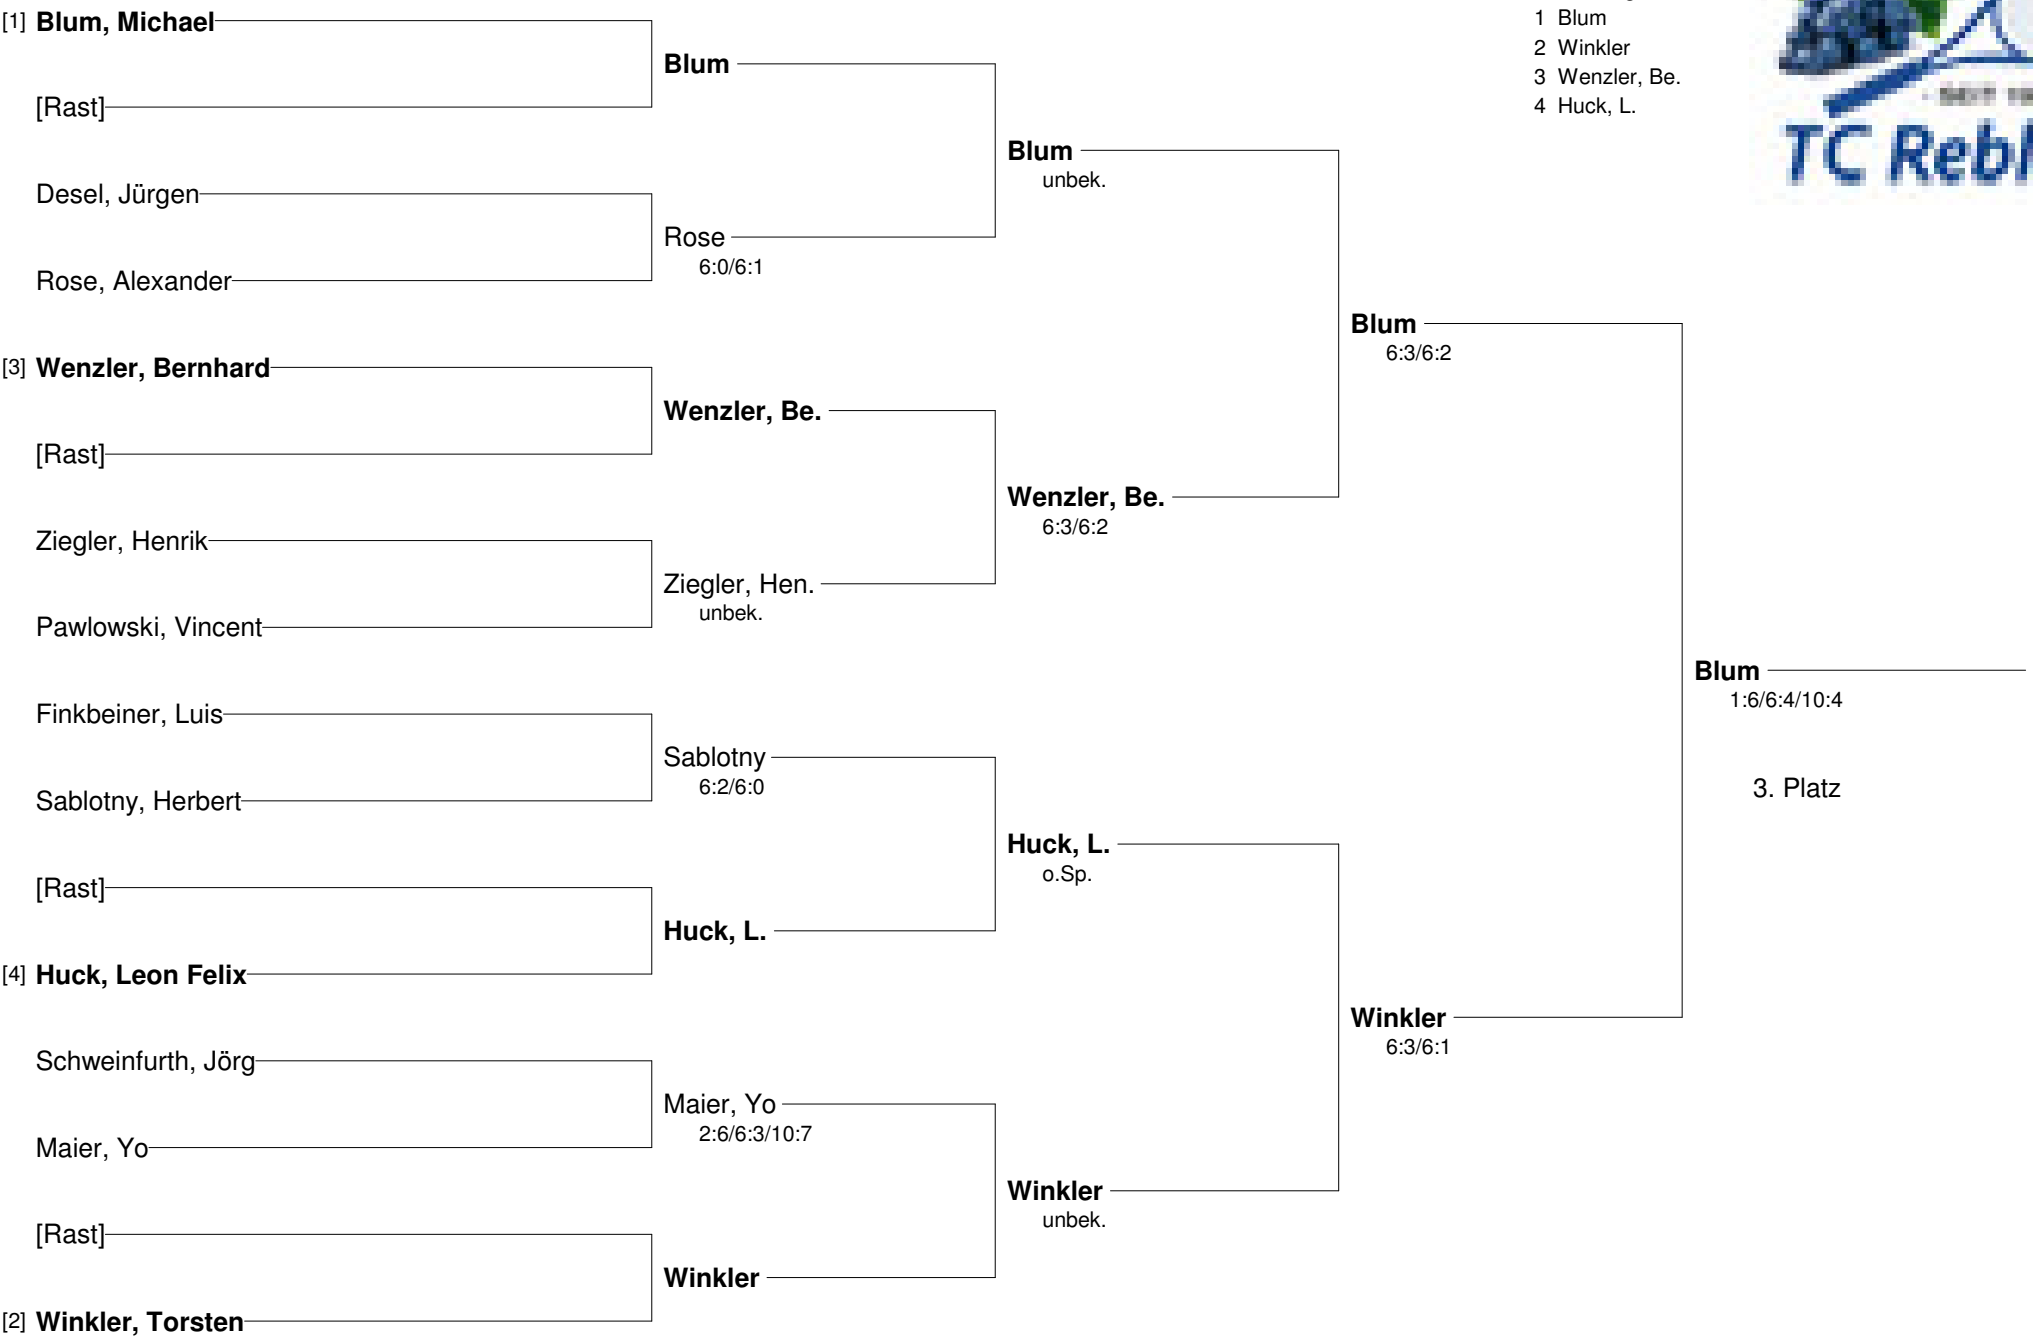 [1] Blum, Michael
[Rast]
Desel, Jürgen
Rose, Alexander
[3] Wenzler, Bernhard
[Rast]
Ziegler, Henrik
Pawlowski, Vincent
Finkbeiner, Luis
Sablotny, Herbert
[Rast]
[4] Huck, Leon Felix
Schweinfurth, Jörg
Maier, Yo
[Rast]
[2] Winkler, Torsten
Blum
Rose
6:0/6:1
Wenzler, Be.
Ziegler, Hen.
unbek.
Sablotny
6:2/6:0
Huck, L.
Maier, Yo
2:6/6:3/10:7
Winkler
Blum
unbek.
Wenzler, Be.
6:3/6:2
Huck, L.
o.Sp.
Winkler
unbek.
Blum
6:3/6:2
Winkler
6:3/6:1
Blum
1:6/6:4/10:4
3. Platz
1 Blum
2 Winkler
3 Wenzler, Be.
4 Huck, L.
TC Reb